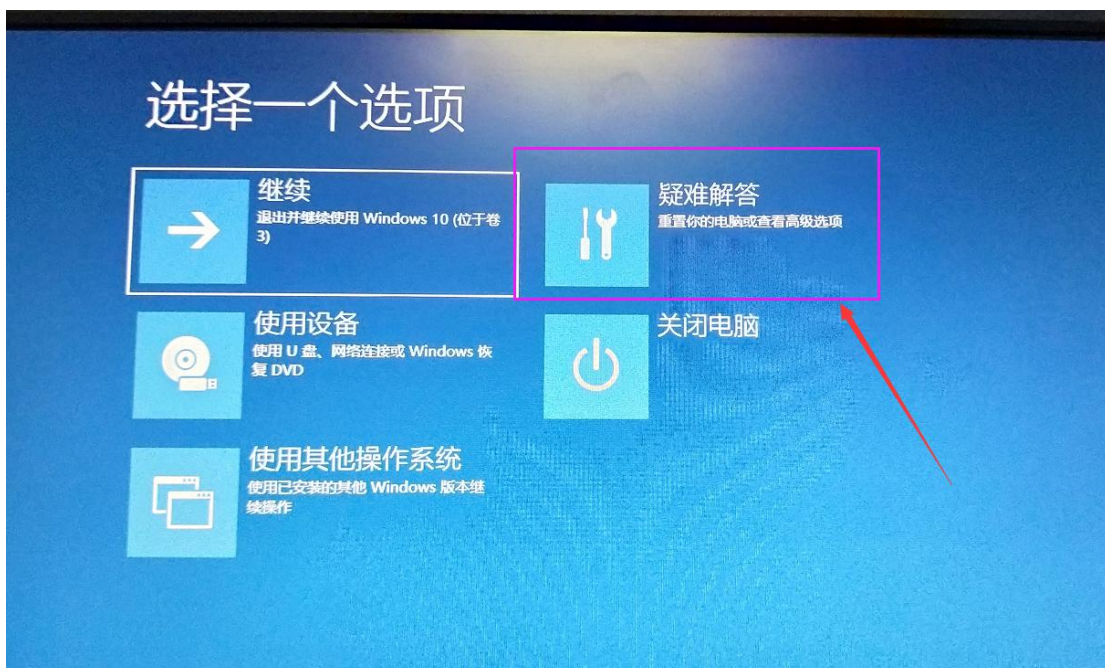 选择一个选项
继续
退出并继续使用 Windows 10 (位于卷
3)
疑难解答
重置你的电脑或查看高级选项
使用设备
使用 U 盘、网络连接或 Windows 恢
复 DVD
关闭电脑
使用其他操作系统
使用已安装的其他 Windows 版本继
续操作